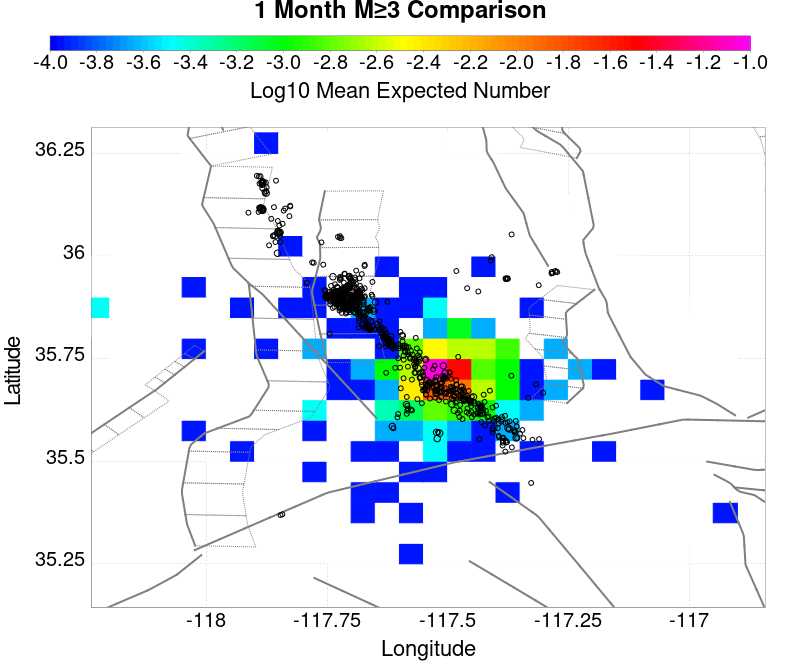 1 Month M≥3 Comparison
-4.0 -3.8 -3.6 -3.4 -3.2 -3.0 -2.8 -2.6 -2.4 -2.2 -2.0 -1.8 -1.6 -1.4 -1.2 -1.0
Log10 Mean Expected Number
36.25
36
35.75
35.5
35.25
Latitude
-118 -117.75 -117.5 -117.25 -117
Longitude